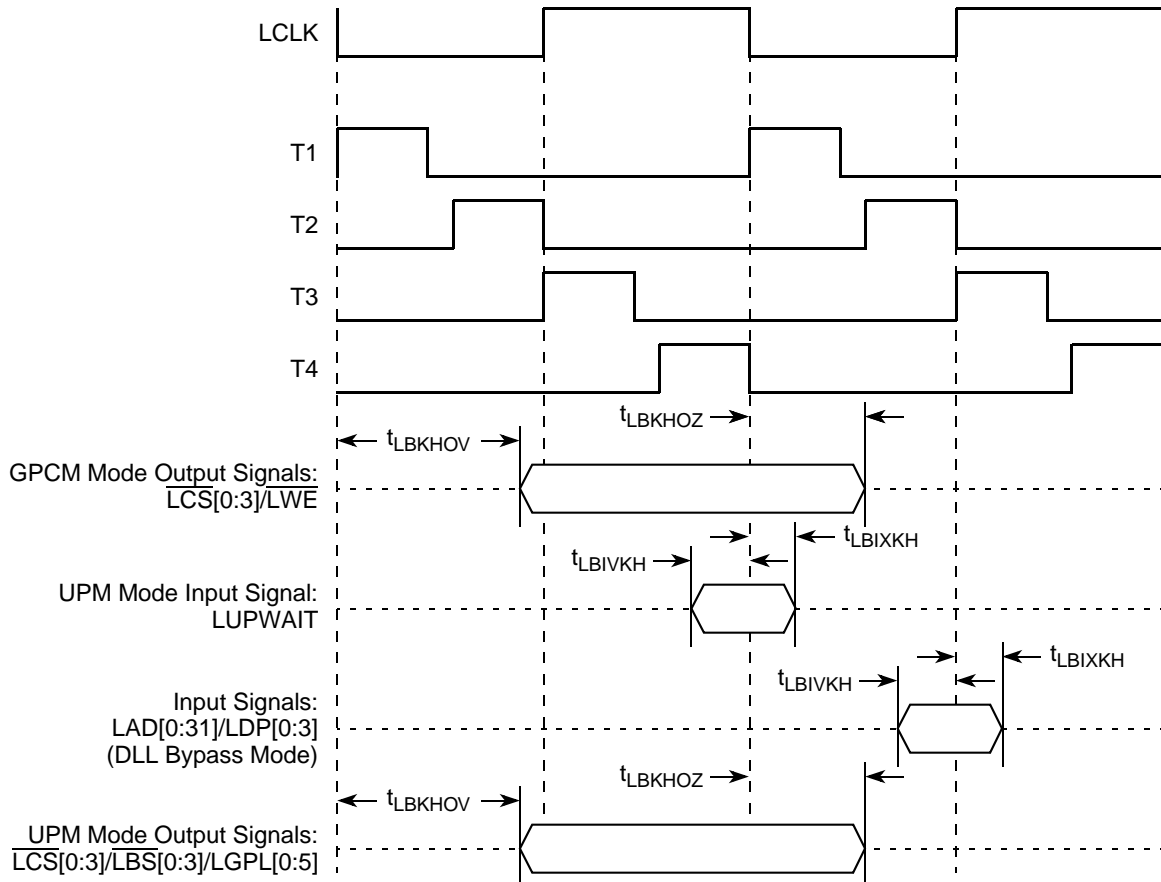 LCLK
T1
T2
T3
T4
tLBKHOZ
tLBKHOV
GPCM Mode Output Signals:
LCS[0:3]/LWE
tLBIXKH
tLBIVKH
UPM Mode Input Signal:
LUPWAIT
tLBIXKH
tLBIVKH
Input Signals:
LAD[0:31]/LDP[0:3]
(DLL Bypass Mode)
tLBKHOZ
tLBKHOV
UPM Mode Output Signals:
LCS[0:3]/LBS[0:3]/LGPL[0:5]